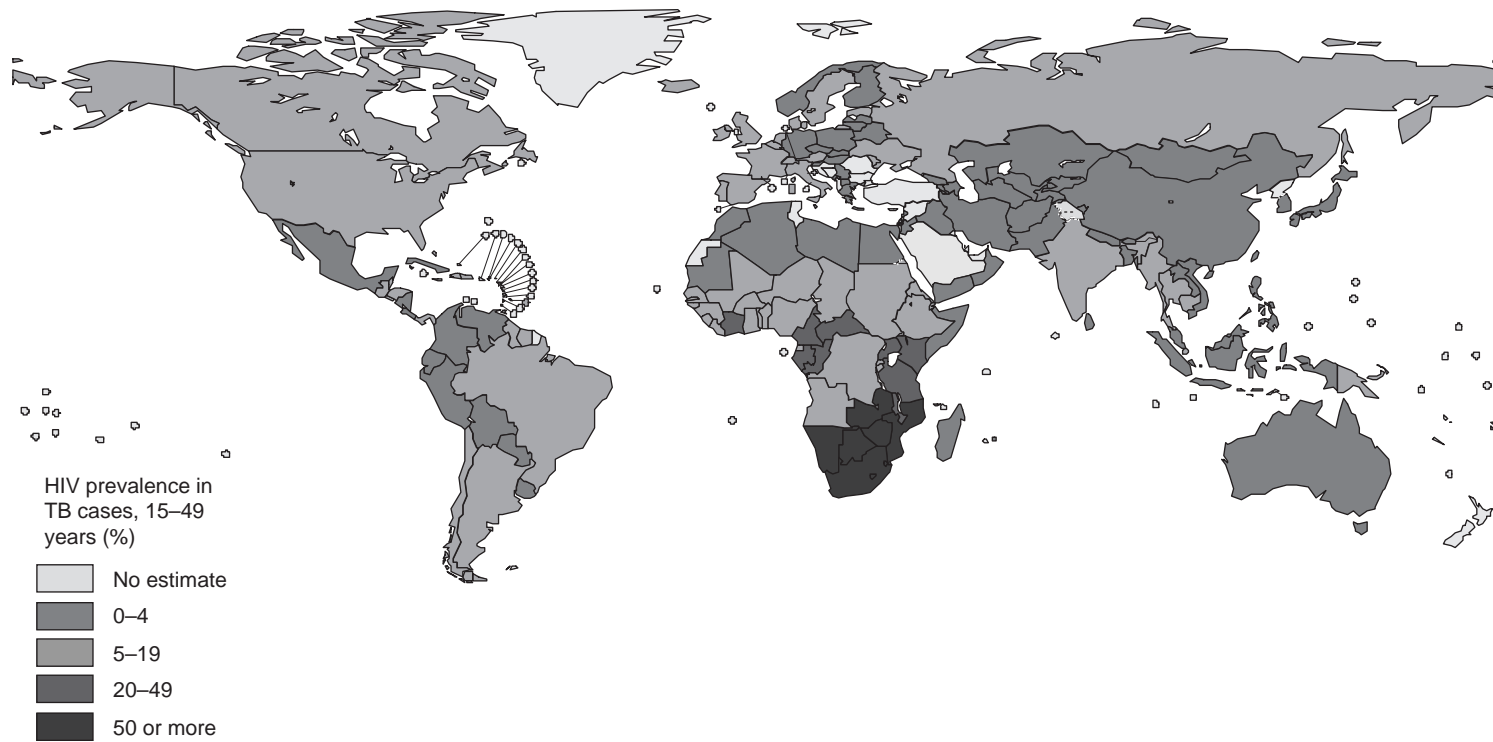 HIV prevalence in
TB cases, 15–49
years (%)
No estimate
0–4
5–19
20–49
50 or more